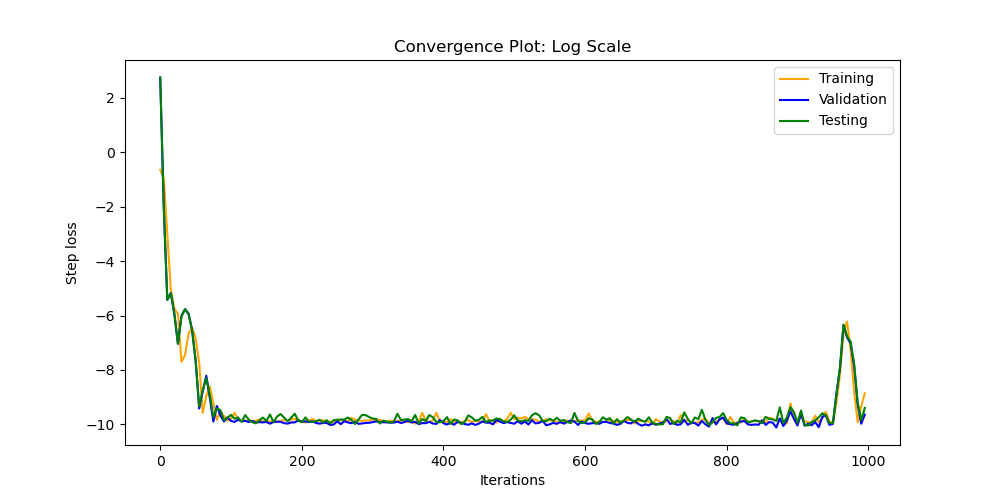 Convergence Plot: Log Scale
Training
Validation
Testing
Step loss
2
0
−2
−4
−6
−8
−10
0 200 400 600 800 1000
Iterations